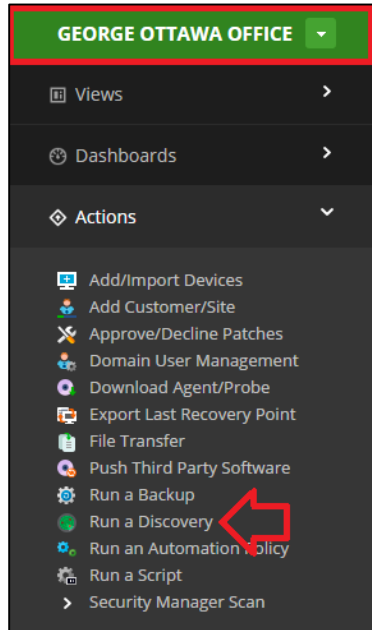 GEORGE OTTAWA OFFICE
Views
Dashboards
Actions
Add/Import Devices
Add Customer/Site
Approve/Decline Patches
Domain User Management
Download Agent/Probe
Export Last Recovery Point
File Transfer
Push Third Party Software
Run a Backup
Run a Discovery
Run an Automation Policy
Run a Script
Security Manager Scan